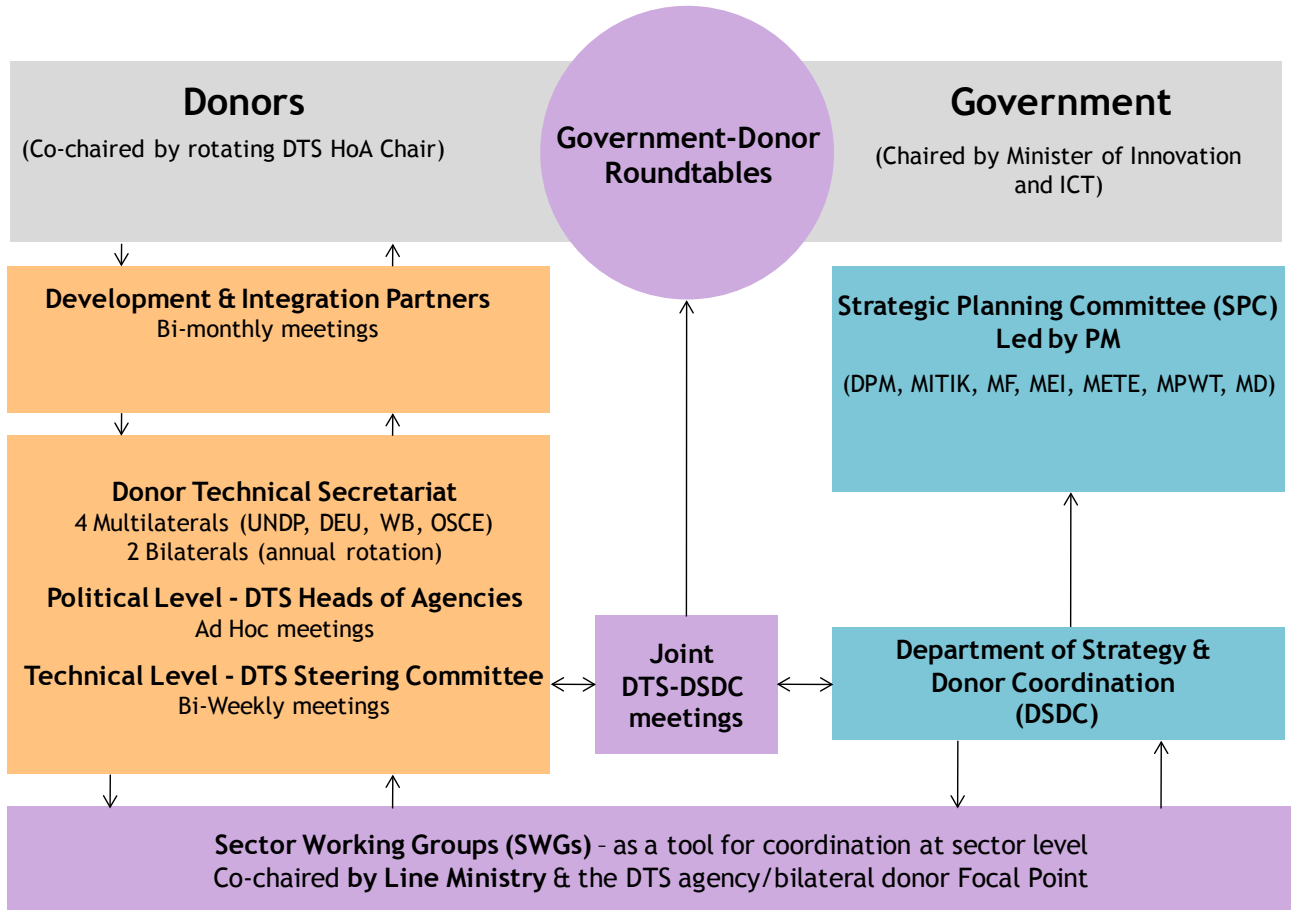 Donors
(Co-chaired by rotating DTS HoA Chair)
Government-Donor
Roundtables
Government
(Chaired by Minister of Innovation
and ICT)
Development & Integration Partners
Bi-monthly meetings
Strategic Planning Committee (SPC)
Led by PM
(DPM, MITIK, MF, MEI, METE, MPWT, MD)
Donor Technical Secretariat
4 Multilaterals (UNDP, DEU, WB, OSCE)
2 Bilaterals (annual rotation)
Political Level - DTS Heads of Agencies
Ad Hoc meetings
Technical Level - DTS Steering Committee
Bi-Weekly meetings
Joint
DTS-DSDC
meetings
Department of Strategy &
Donor Coordination
(DSDC)
Sector Working Groups (SWGs) – as a tool for coordination at sector level
Co-chaired by Line Ministry & the DTS agency/bilateral donor Focal Point